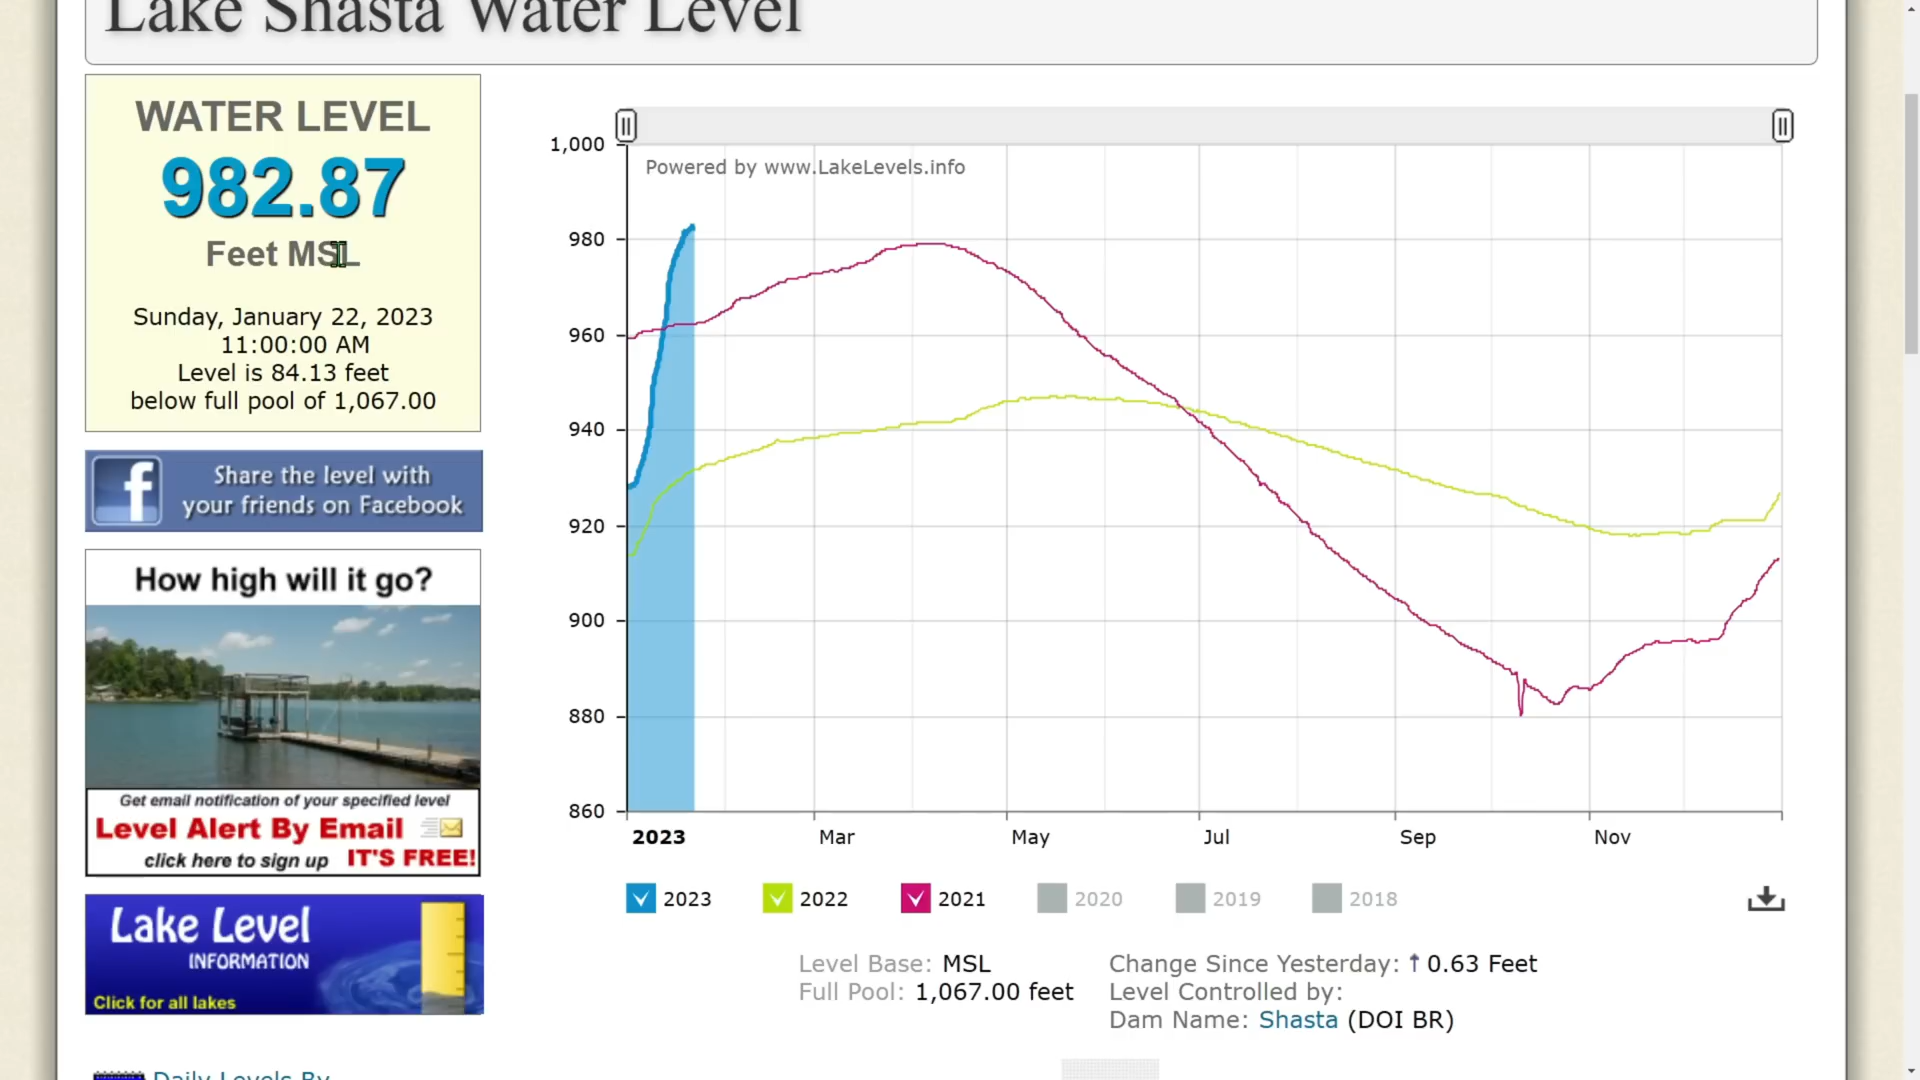 Lake Shasta Water Level
WATER LEVEL
982.87
Feet MSL
Sunday, January 22, 2023
11:00:00 AM
Level is 84.13 feet
below full pool of 1,067.00
Share the level with
your friends on Facebook
How high will it go?
Get email notification of your specified level
Level Alert By Email
click here to sign up IT'S FREE!
Lake Level
INFORMATION
Click for all lakes
Daily Levels By
Powered by www.LakeLevels.info
1,000
980
960
940
920
900
880
860
2023 Mar May Jul Sep Nov
2023 2022 2021 2020 2019 2018
Level Base: MSL
Full Pool: 1,067.00 feet
Change Since Yesterday: ↑ 0.63 Feet
Level Controlled by:
Dam Name: Shasta (DOI BR)